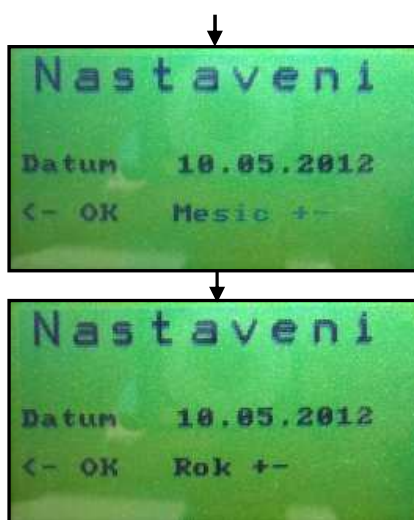 Nastaveni
Datum 10.05.2012
<- OK Mesic +-
Nastaveni
Datum 10.05.2012
<- OK Rok +-